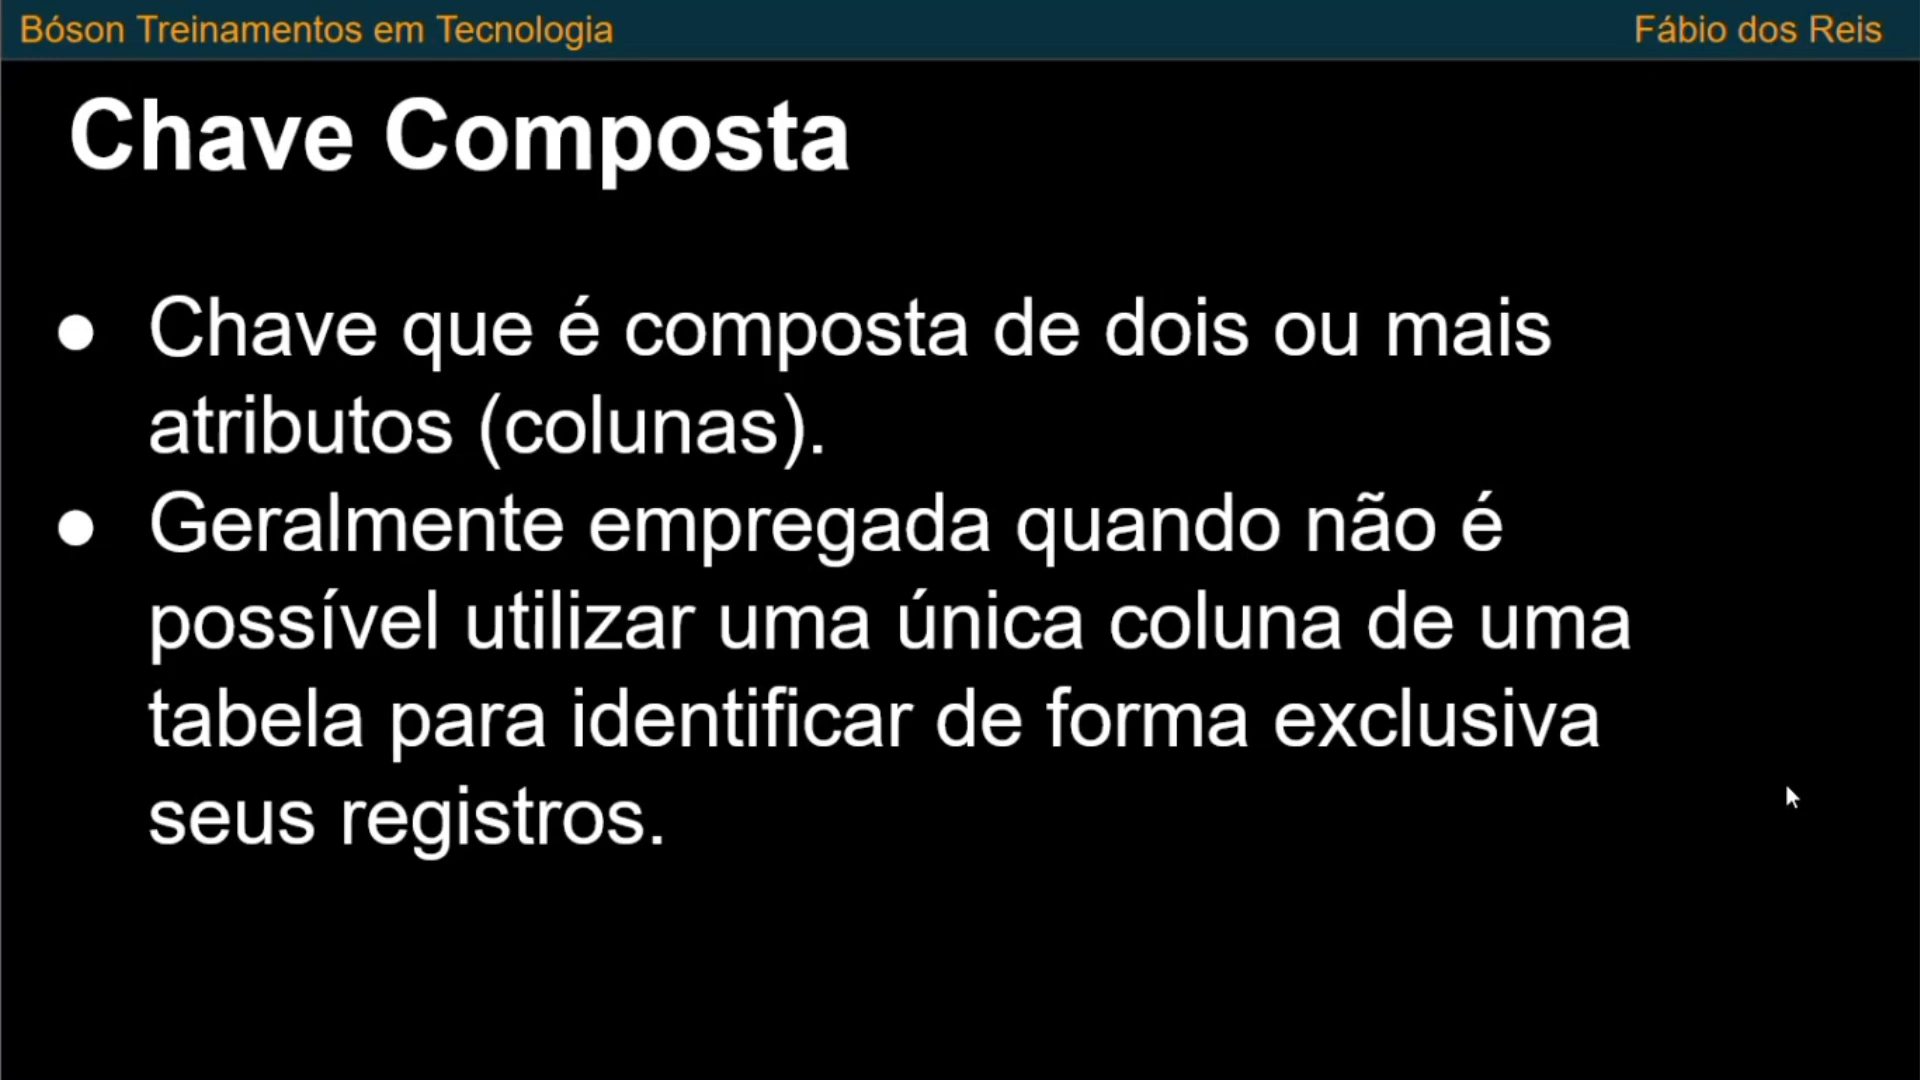 Bóson Treinamentos em Tecnologia
Fábio dos Reis
Chave Composta
● Chave que é composta de dois ou mais
atributos (colunas).
● Geralmente empregada quando não é
possível utilizar uma única coluna de uma
tabela para identificar de forma exclusiva
seus registros.